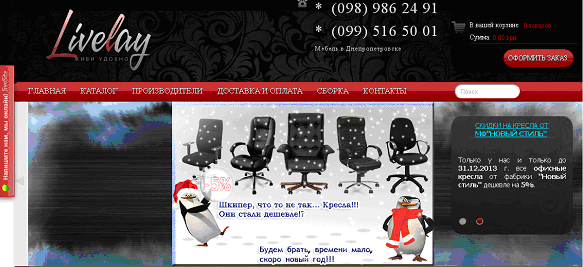 Livelay
ЖИВИ УДОБНО
* (098) 986 24 91
* (099) 516 50 01
Мебель в Днепропетровске
В вашей корзине 0 товаров
Сумма: 0.00 грн
ОФОРМИТЬ ЗАКАЗ
ГЛАВНАЯ КАТАЛОГ ПРОИЗВОДИТЕЛИ ДОСТАВКА И ОПЛАТА СБОРКА КОНТАКТЫ
Поиск
Напишите нам, мы онлайн!
-5%
Шкипер, что то не так... Кресла!!!
Они стали дешевле!?
Будем брать, времени мало,
скоро новый год!!!
СКИДКИ НА КРЕСЛА ОТ
МФ"НОВЫЙ СТИЛЬ"
Только у нас и только до
31.12.2013 г. все офисные
кресла от фабрики "Новый
стиль" дешевле на 5%.